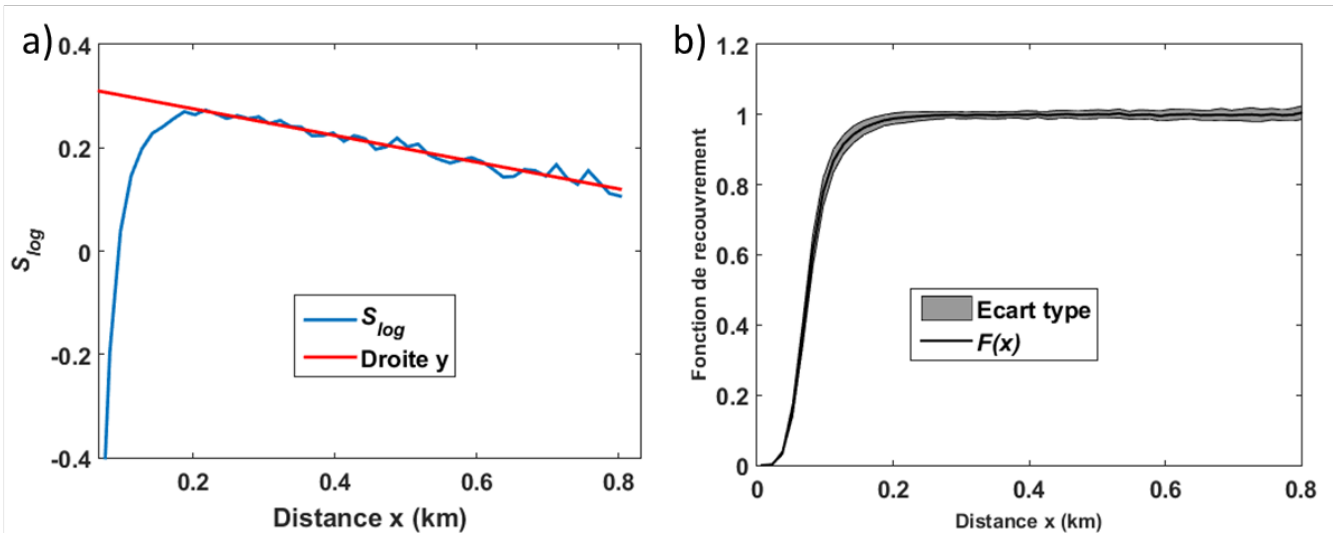 a)
0.4
0.2
0
-0.2
-0.4
S_log
S_log
Droite y
0.2
0.4
0.6
0.8
Distance x (km)
b)
1.2
1
0.8
0.6
0.4
0.2
0
Fonction de recouvrement
Ecart type
F(x)
0
0.2
0.4
0.6
0.8
Distance x (km)